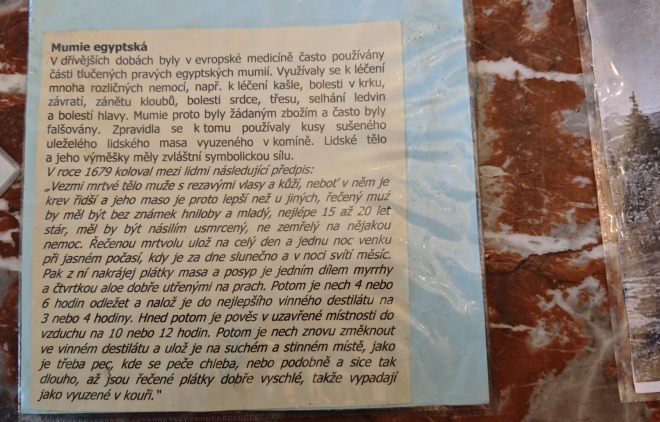 Mumie egyptská
V dřívějších dobách byly v evropské medicíně často používány
části tlučených pravých egyptských mumií. Využívaly se k léčení
mnoha rozličných nemocí, např. k léčení kašle, bolesti v krku,
závratí, zánětu kloubů, bolesti srdce, třesu, selhání ledvin
a bolestí hlavy. Mumie proto byly žádaným zbožím a často byly
falšovány. Zpravidla se k tomu používaly kusy sušeného
uleželého lidského masa vyuzeného v komíně. Lidské tělo
a jeho výměšky měly zvláštní symbolickou sílu.
V roce 1679 koloval mezi lidmi následující předpis:
„Vezmi mrtvé tělo muže s rezavými vlasy a kůží, neboť v něm je
krev řidší a jeho maso je proto lepší než u jiných, řečený muž
by měl být bez známek hniloby a mladý, nejlépe 15 až 20 let
stár, měl by být násilím usmrcený, ne zemřelý na nějakou
nemoc. Řečenou mrtvolu ulož na celý den a jednu noc venku
při jasném počasí, kdy je za dne slunečno a v noci svítí měsíc.
Pak z ní nakrájej plátky masa a posyp je jedním dílem myrrhy
a čtvrtkou aloe dobře utřenými na prach. Potom je nech 4 nebo
6 hodin odležet a nalož je do nejlepšího vinného destilátu na
3 nebo 4 hodiny. Hned potom je pověs v uzavřené místnosti do
vzduchu na 10 nebo 12 hodin. Potom je nech znovu změknout
ve vinném destilátu a ulož je na suchém a stinném místě, jako
je třeba pec, kde se peče chleba, nebo podobně a sice tak
dlouho, až jsou řečené plátky dobře vyschlé, takže vypadají
jako vyuzené v kouři."